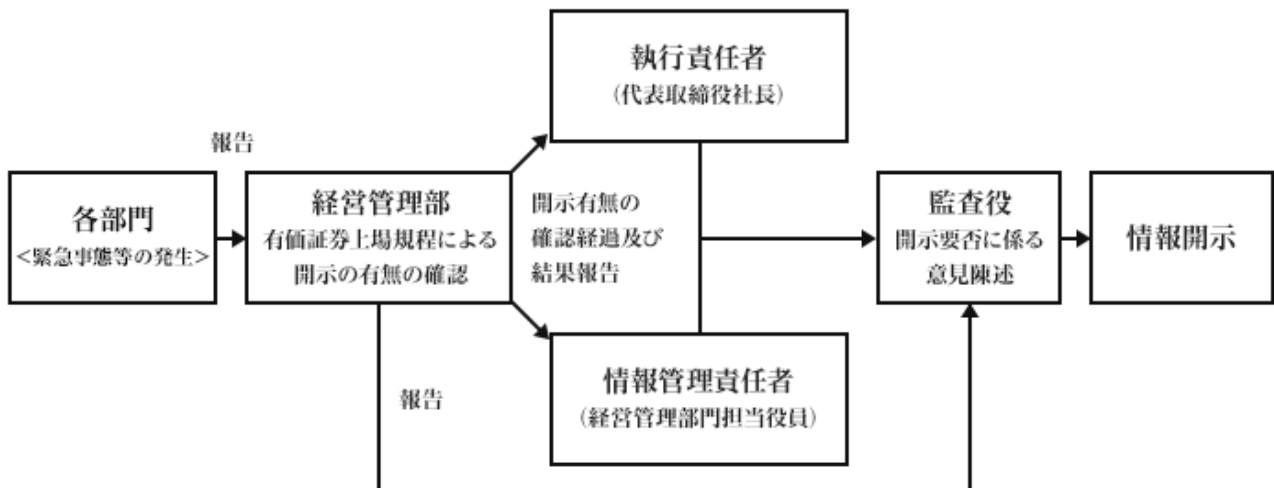 報告
各部門
<緊急事態等の発生>
経営管理部
有価証券上場規程による
開示の有無の確認
執行責任者
(代表取締役社長)
開示有無の
確認経過及び
結果報告
情報管理責任者
(経営管理部門担当役員)
報告
監査役
開示要否に係る
意見陳述
情報開示